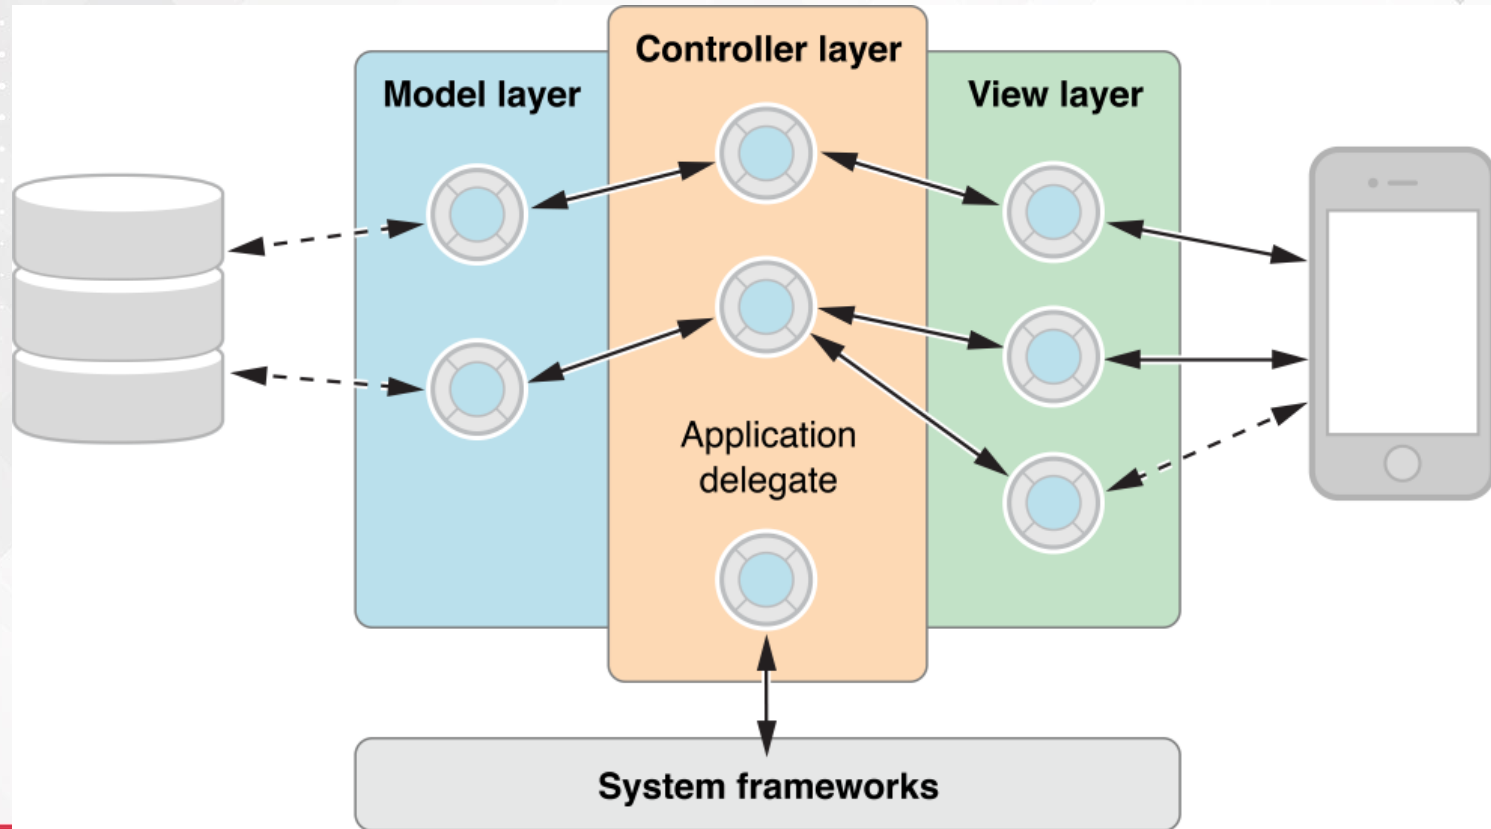 Controller layer
Model layer
View layer
Application
delegate
System frameworks